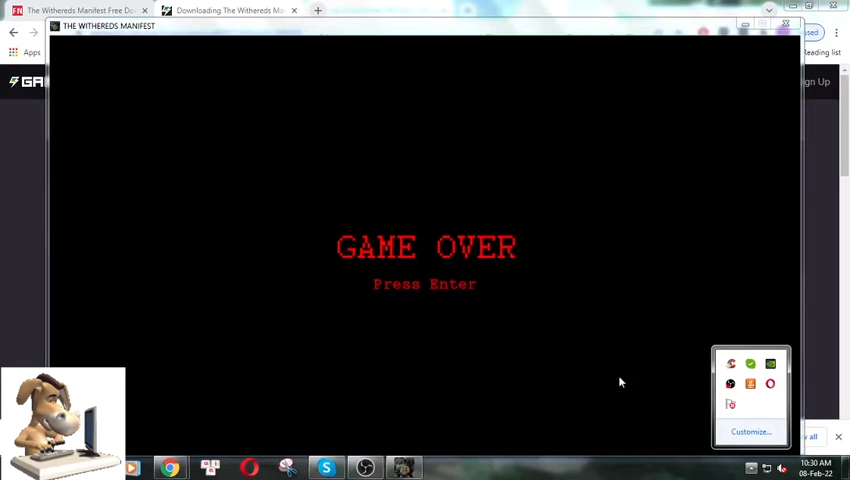 The Withereds Manifest Free Do
Downloading The Withereds Ma
THE WITHEREDS MANIFEST
Apps
Reading list
Sign Up
GAME OVER
Press Enter
Customize...
10:30 AM
08-Feb-22